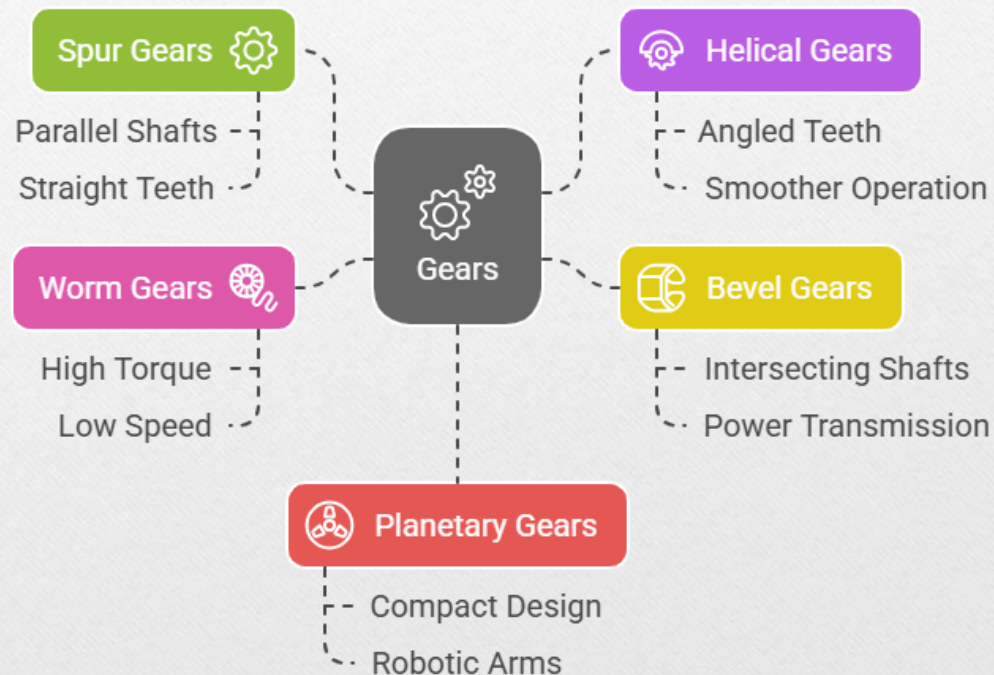 Spur Gears
Parallel Shafts
Straight Teeth
Helical Gears
Angled Teeth
Smoother Operation
Gears
Worm Gears
High Torque
Low Speed
Bevel Gears
Intersecting Shafts
Power Transmission
Planetary Gears
Compact Design
Robotic Arms